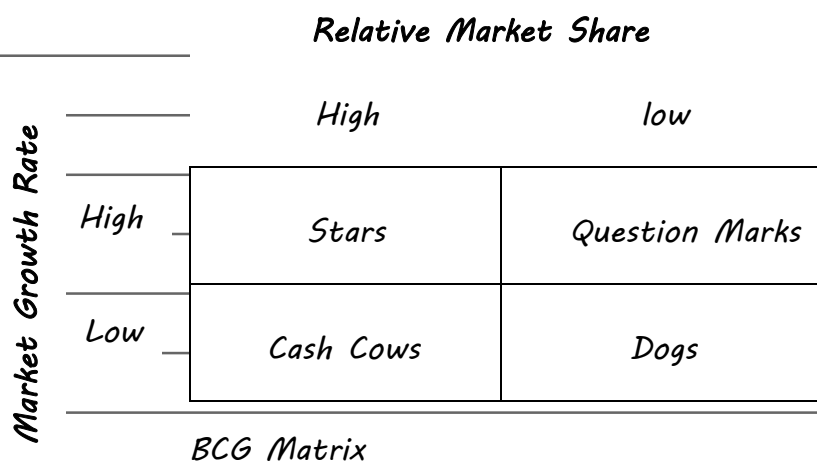 Relative Market Share
High low
Market Growth Rate
High Stars Question Marks
Low Cash Cows Dogs
BCG Matrix